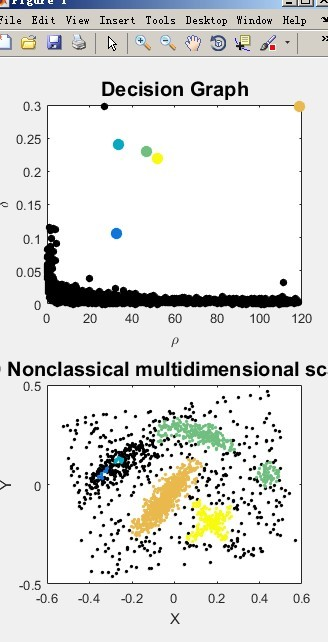 Figure 1
File Edit View Insert Tools Desktop Window Help
Decision Graph
0.3
0.25
0.2
0.15
0.1
0.05
0
0 20 40 60 80 100 120
δ
ρ
Nonclassical multidimensional sc
0.5
0
-0.5
-0.6 -0.4 -0.2 0 0.2 0.4 0.6
Y
X